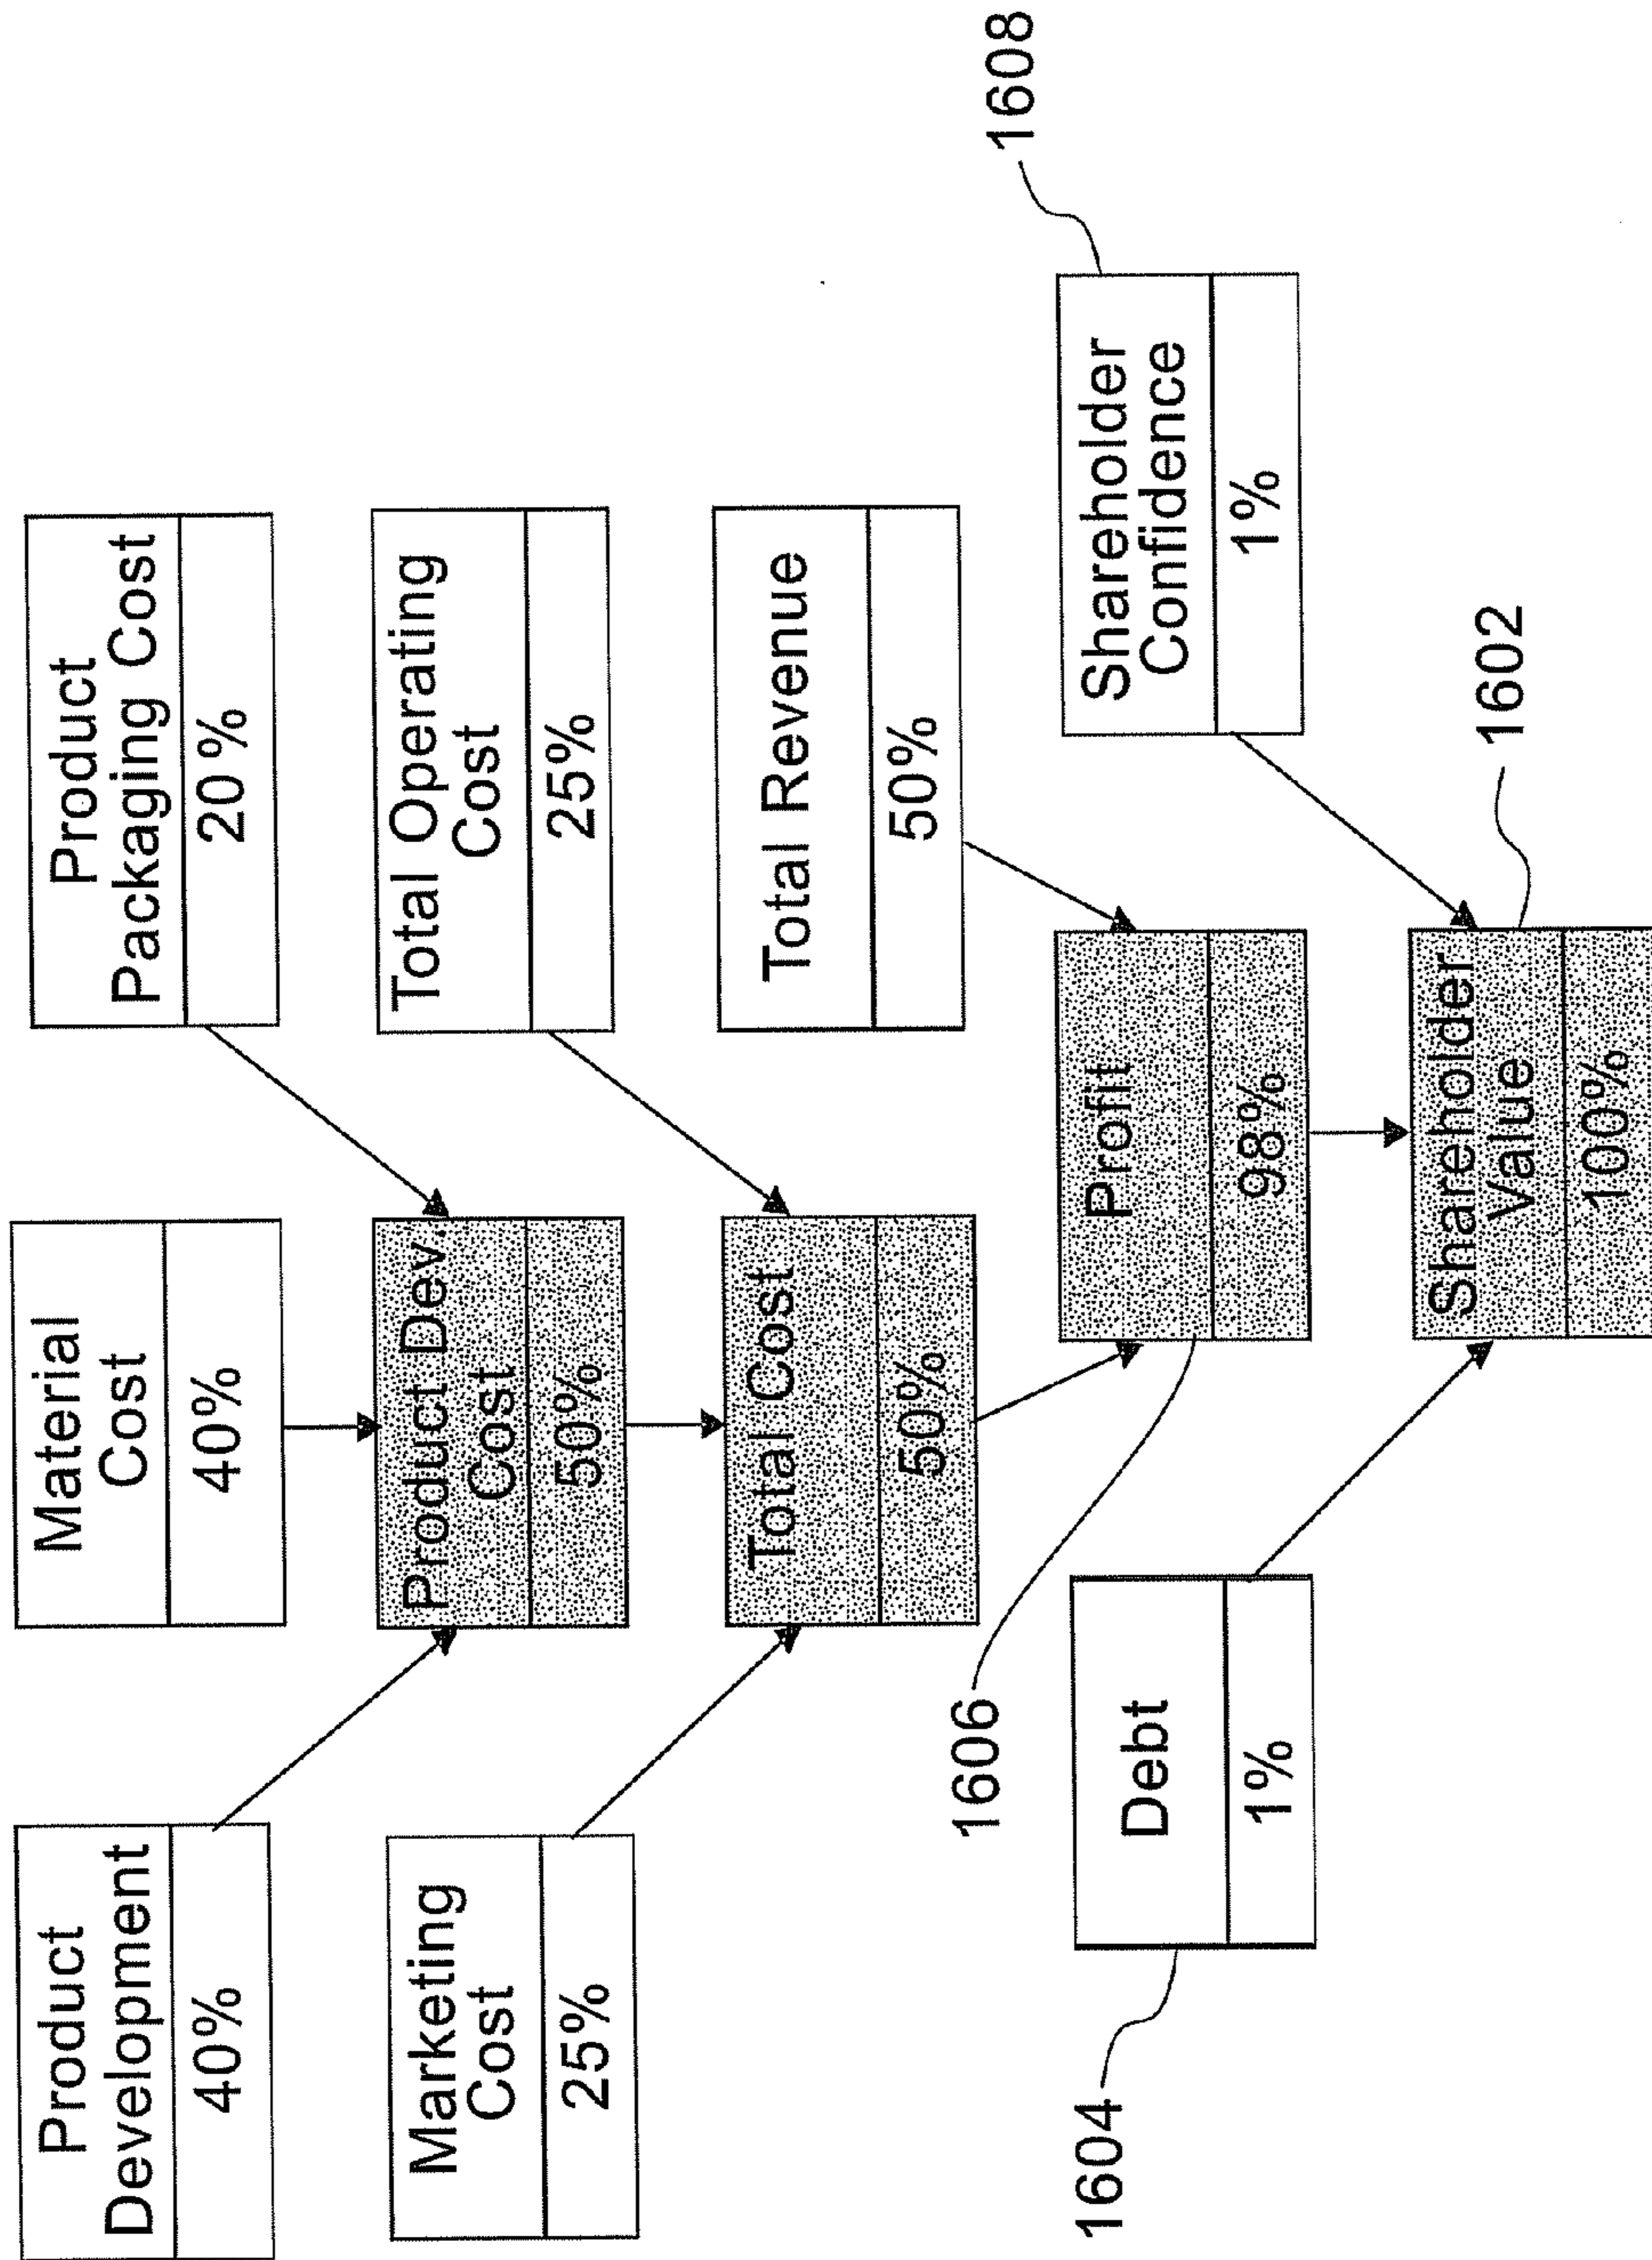 Product
Development
40%
Material
Cost
40%
Product
Packaging Cost
20%
Marketing
Cost
25%
Product Dev.
Cost
50%
Total Operating
Cost
25%
Total Cost
50%
Total Revenue
50%
1606
1604
Debt
1%
Profit
98%
Shareholder
Confidence
1%
1608
Shareholder
Value
100%
1602